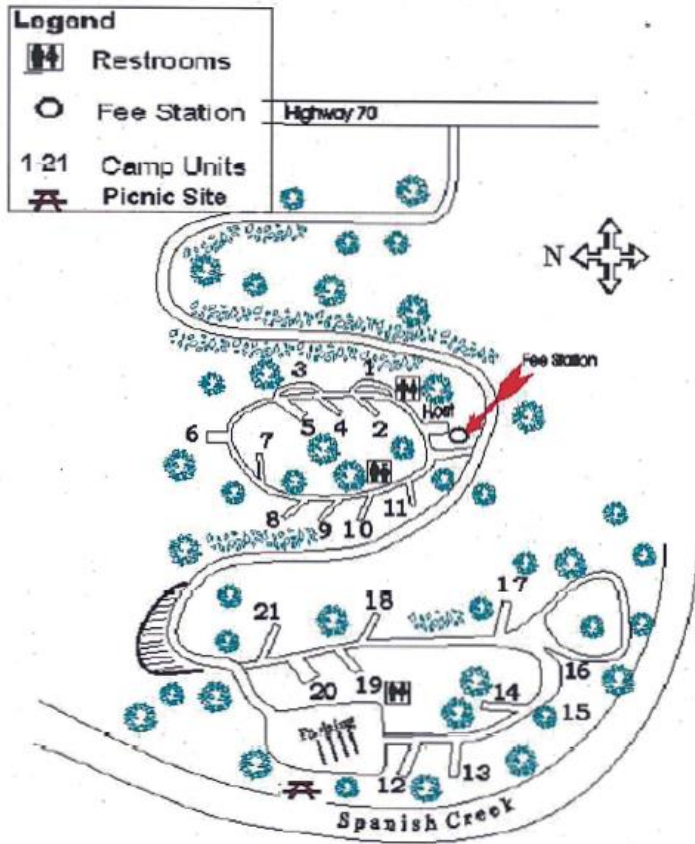 Legend
Restrooms
Fee Station
1-21 Camp Units
Picnic Site
Highway 70
N
Fee Station
3
1
Host
5
4
2
6
7
11
8
9
10
17
18
21
16
19
20
14
15
Parking
12
13
Spanish Creek